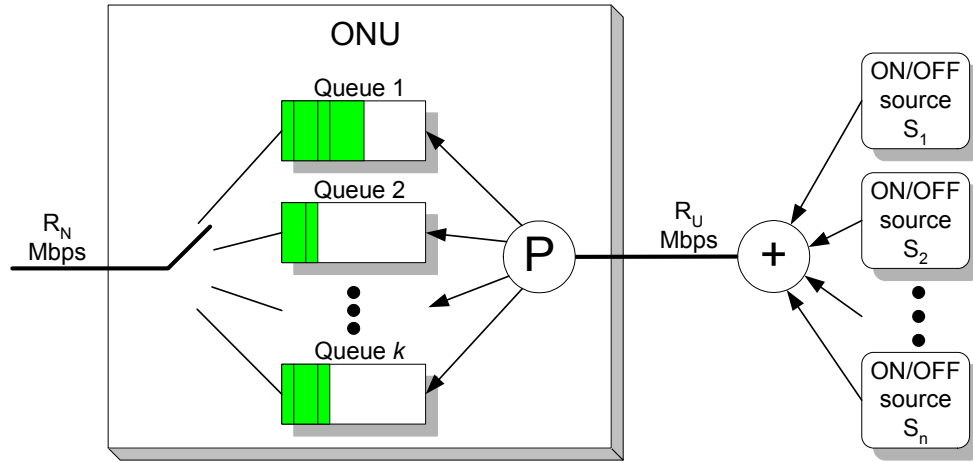 ONU
Queue 1
Queue 2
Queue k
R_N
Mbps
P
R_U
Mbps
+
ON/OFF
source
S_1
ON/OFF
source
S_2
ON/OFF
source
S_n